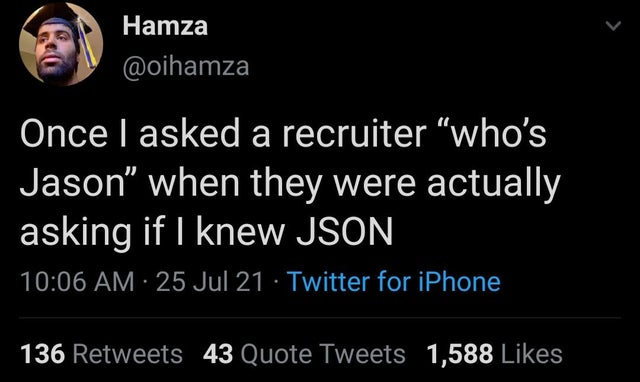 Hamza
@oihamza
Once I asked a recruiter “who’s
Jason” when they were actually
asking if I knew JSON
10:06 AM · 25 Jul 21 · Twitter for iPhone
136 Retweets 43 Quote Tweets 1,588 Likes